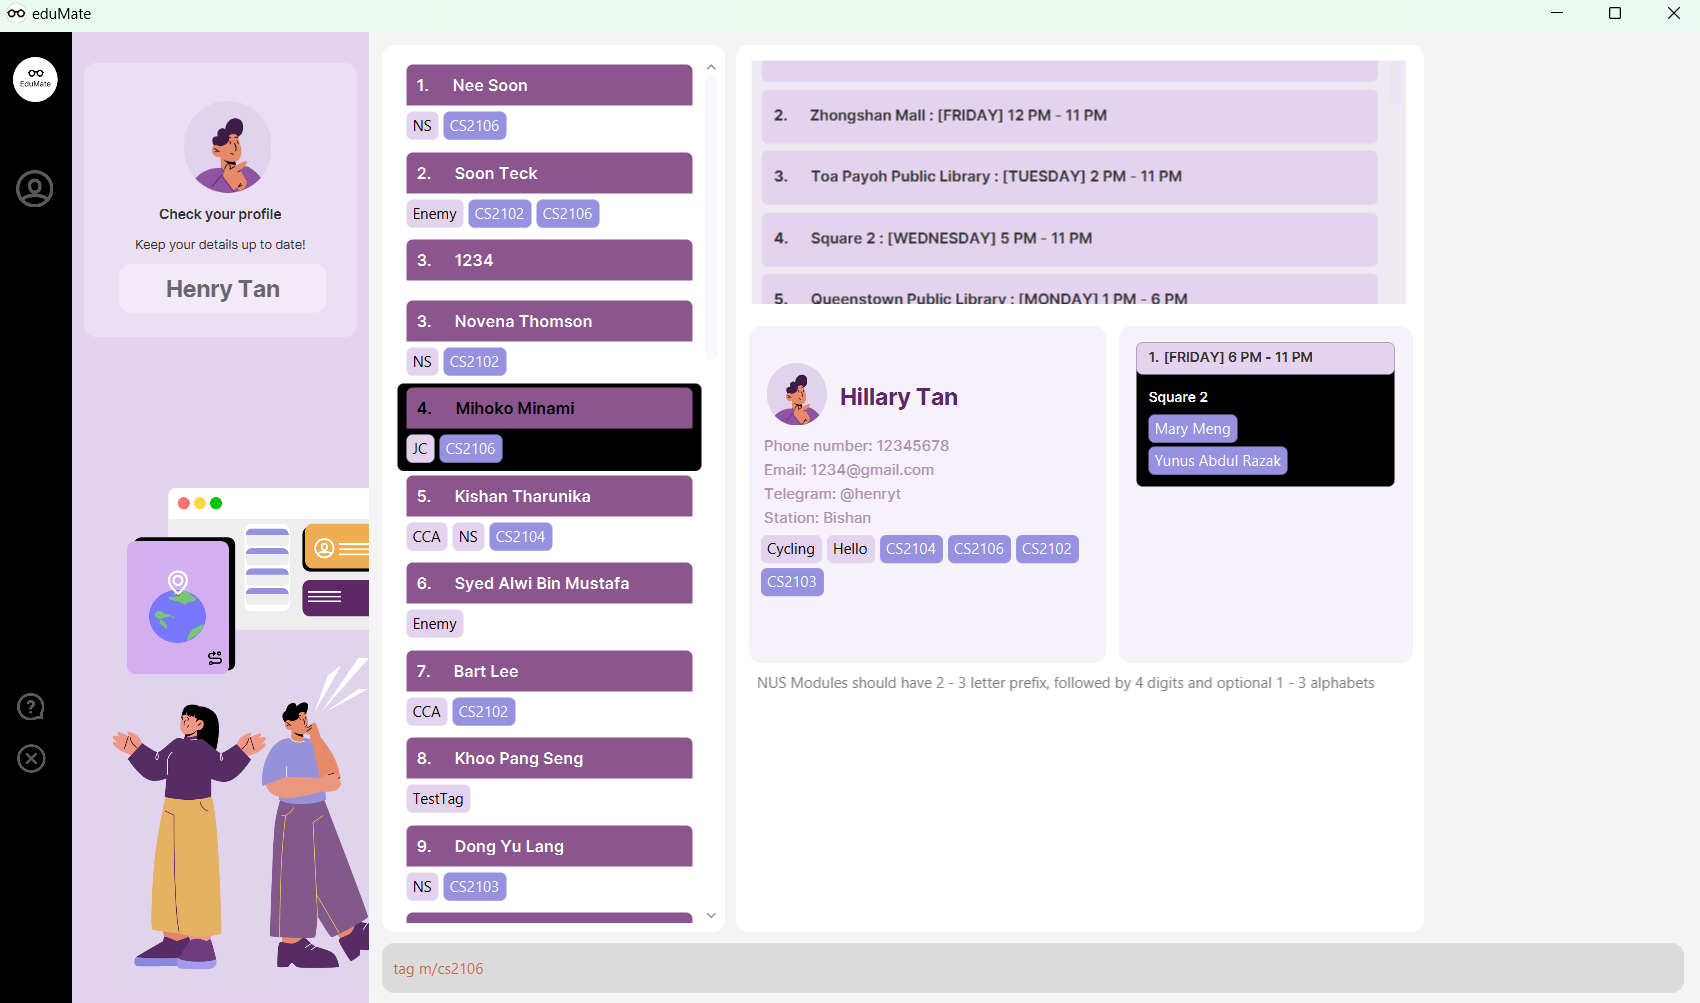 eduMate
EduMate
Check your profile
Keep your details up to date!
Henry Tan
1. Nee Soon
NS CS2106
2. Soon Teck
Enemy CS2102 CS2106
3. 1234
3. Novena Thomson
NS CS2102
4. Mihoko Minami
JC CS2106
5. Kishan Tharunika
CCA NS CS2104
6. Syed Alwi Bin Mustafa
Enemy
7. Bart Lee
CCA CS2102
8. Khoo Pang Seng
TestTag
9. Dong Yu Lang
NS CS2103
2. Zhongshan Mall : [FRIDAY] 12 PM - 11 PM
3. Toa Payoh Public Library : [TUESDAY] 2 PM - 11 PM
4. Square 2 : [WEDNESDAY] 5 PM - 11 PM
5. Queenstown Public Library : [MONDAY] 1 PM - 6 PM
Hillary Tan
Phone number: 12345678
Email: 1234@gmail.com
Telegram: @henryt
Station: Bishan
Cycling Hello CS2104 CS2106 CS2102
CS2103
1. [FRIDAY] 6 PM - 11 PM
Square 2
Mary Meng
Yunus Abdul Razak
NUS Modules should have 2 - 3 letter prefix, followed by 4 digits and optional 1 - 3 alphabets
tag m/cs2106